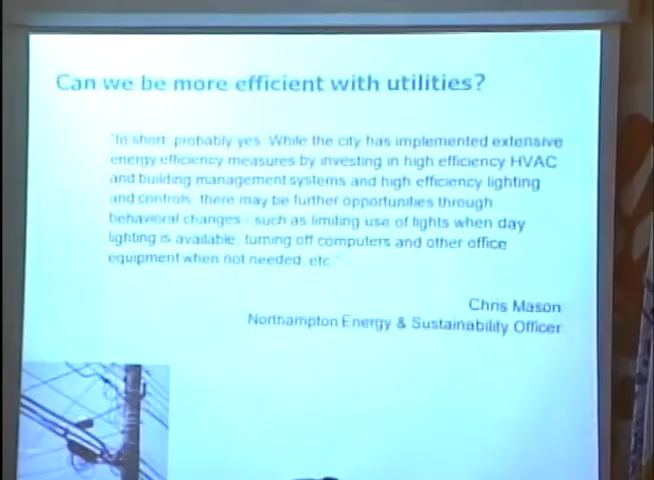 Can we be more efficient with utilities?
"In short, probably yes. While the city has implemented extensive
energy efficiency measures by investing in high efficiency HVAC
and building management systems and high efficiency lighting
and controls, there may be further opportunities through
behavioral changes - such as limiting use of lights when day
lighting is available, turning off computers and other office
equipment when not needed, etc."
Chris Mason
Northampton Energy & Sustainability Officer